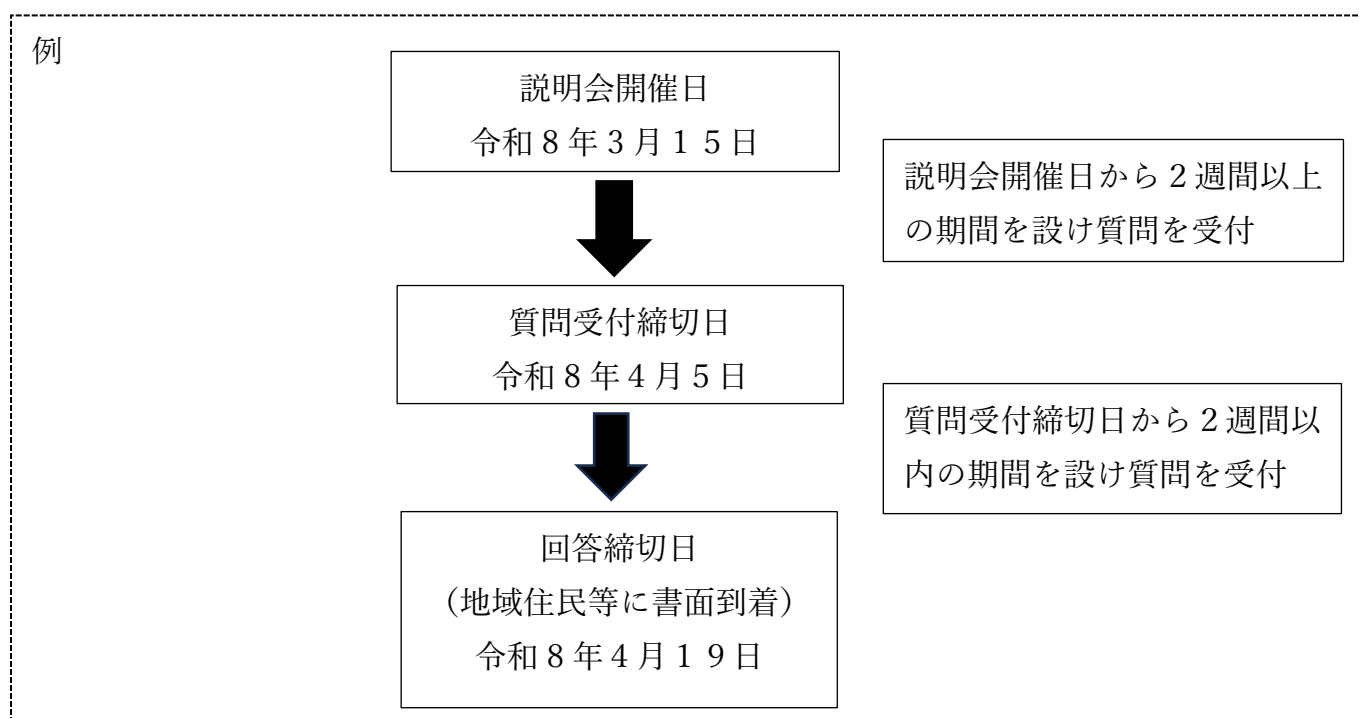 例
説明会開催日
令和８年３月１５日
説明会開催日から２週間以上
の期間を設け質問を受付
質問受付締切日
令和８年４月５日
質問受付締切日から２週間以
内の期間を設け質問を受付
回答締切日
（地域住民等に書面到着）
令和８年４月１９日